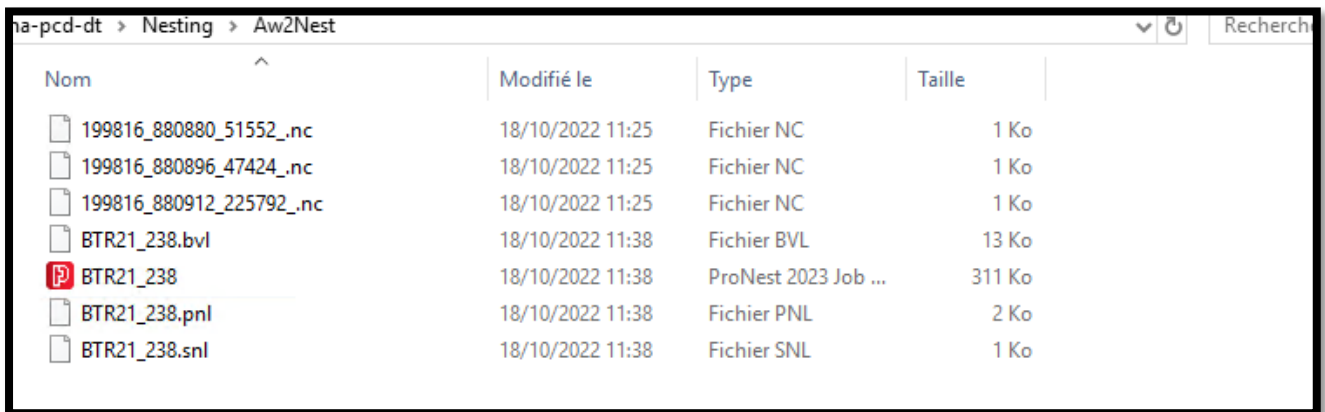 na-pcd-dt > Nesting > Aw2Nest Recherche
Nom Modifié le Type Taille
199816_880880_51552_.nc 18/10/2022 11:25 Fichier NC 1 Ko
199816_880896_47424_.nc 18/10/2022 11:25 Fichier NC 1 Ko
199816_880912_225792_.nc 18/10/2022 11:25 Fichier NC 1 Ko
BTR21_238.bvl 18/10/2022 11:38 Fichier BVL 13 Ko
BTR21_238 18/10/2022 11:38 ProNest 2023 Job ... 311 Ko
BTR21_238.pnl 18/10/2022 11:38 Fichier PNL 2 Ko
BTR21_238.snl 18/10/2022 11:38 Fichier SNL 1 Ko